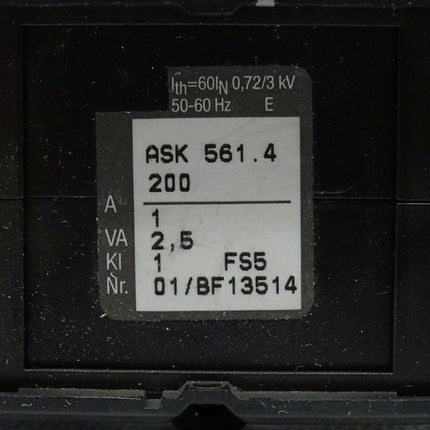 Ith=60IN 0,72/3 kV
50-60 Hz E
ASK 561.4
200
A 1
VA 2,5
Kl 1 FS5
Nr. 01/BF13514